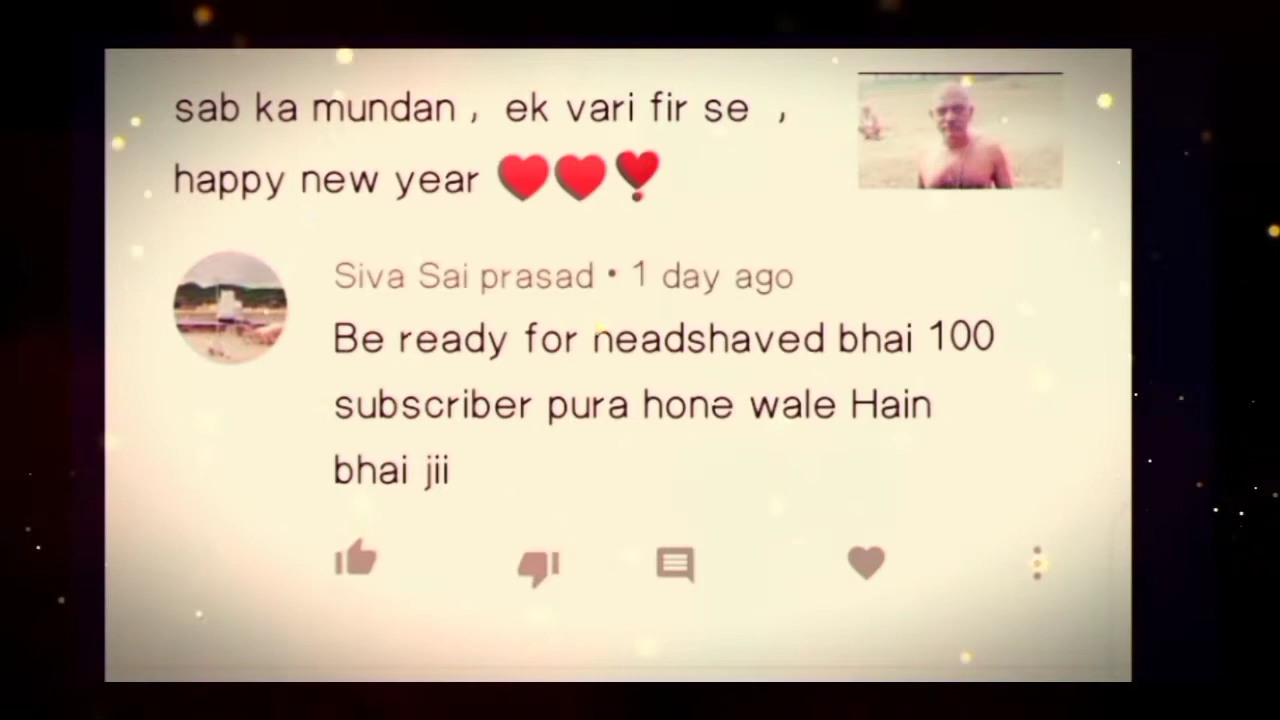 sab ka mundan , ek vari fir se ,
happy new year ♥️♥️❣️
Siva Sai prasad • 1 day ago
Be ready for headshaved bhai 100
subscriber pura hone wale Hain
bhai jii